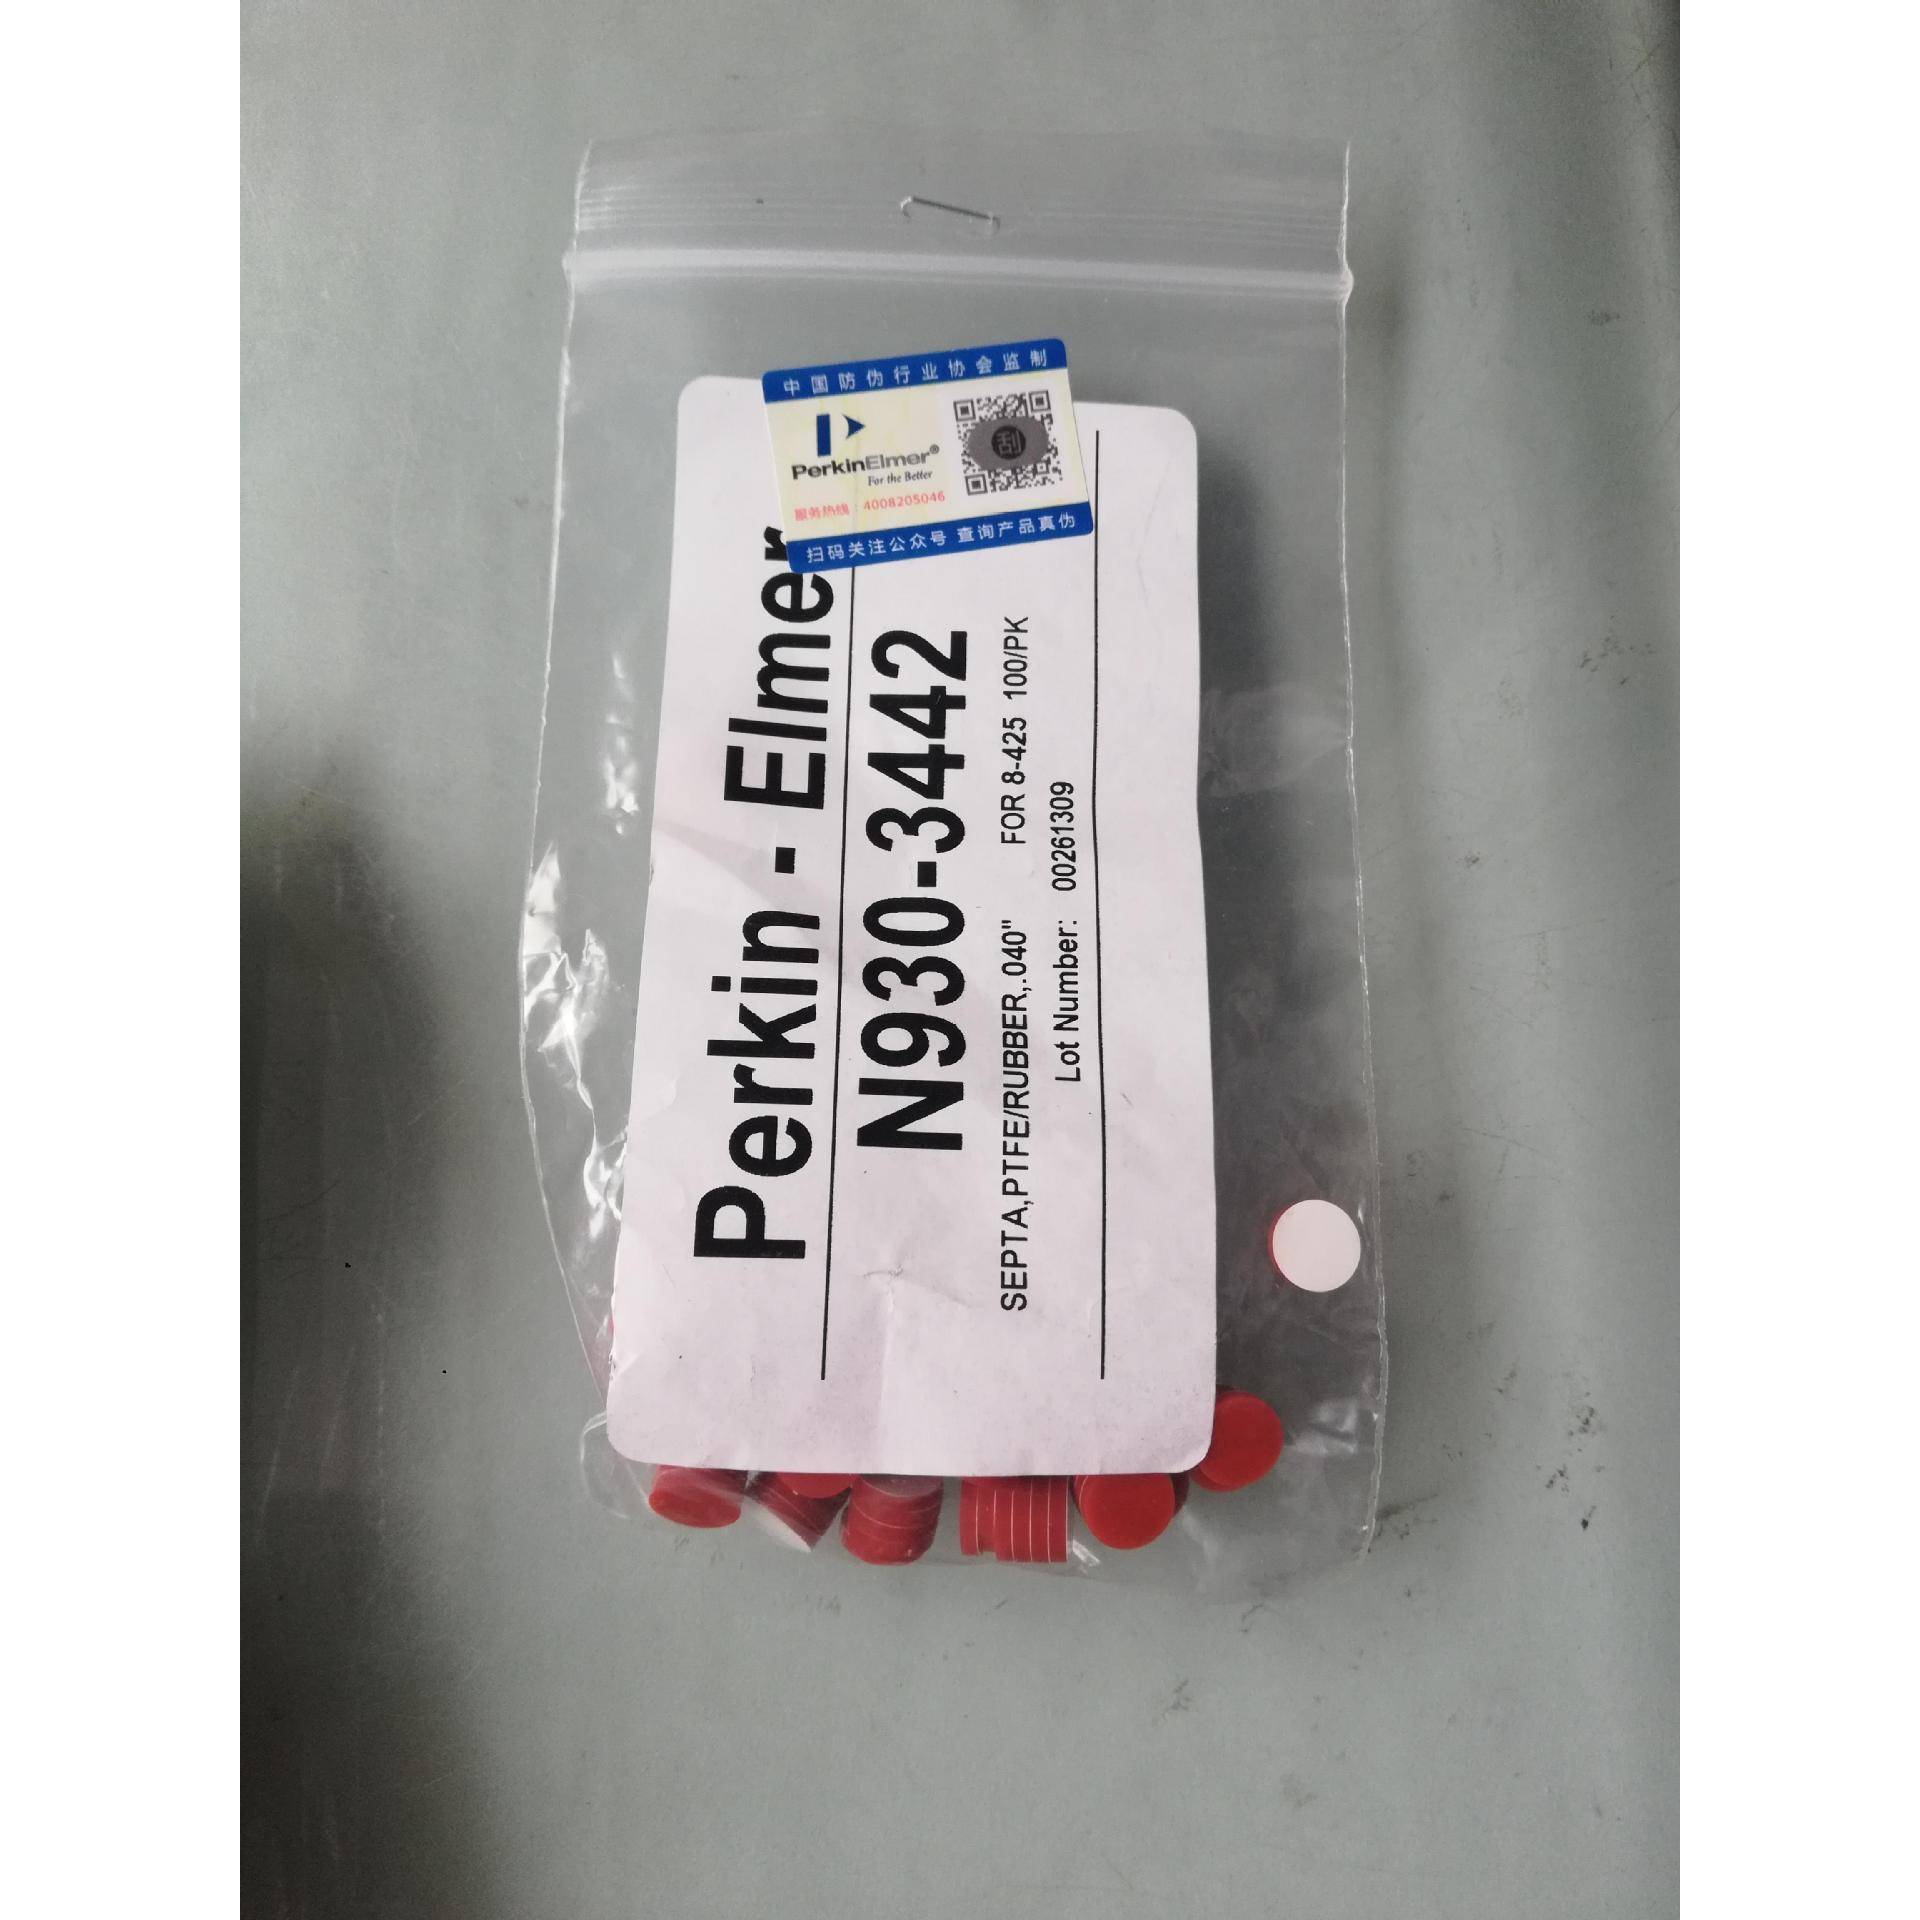 中国防伪行业协会监制
PerkinElmer®
For the Better
服务热线：4008205046
刮
扫码关注公众号 查询产品真伪
Perkin - Elmer
N930-3442
SEPTA,PTFE/RUBBER,.040" FOR 8-425 100/PK
Lot Number: 00261309